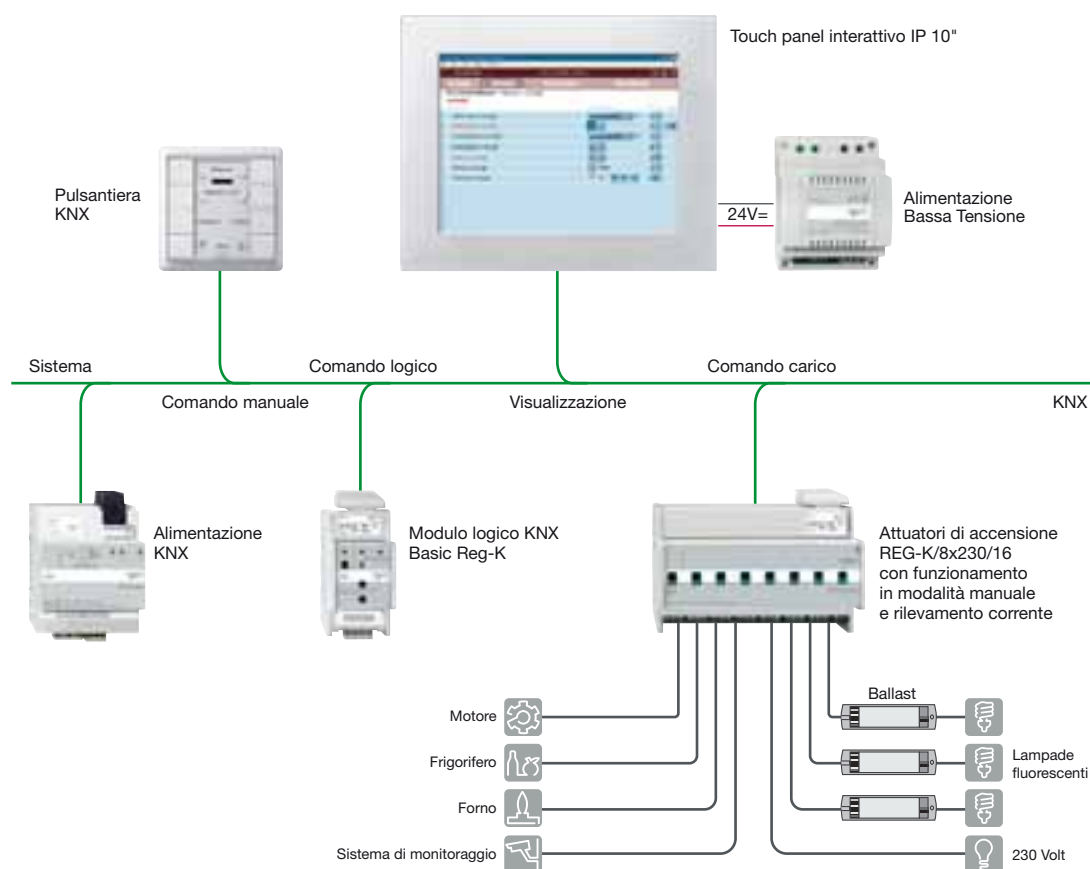 Touch panel interattivo IP 10"
Pulsantiera
KNX
24V=
Alimentazione
Bassa Tensione
Sistema
Comando logico
Comando carico
Comando manuale
Visualizzazione
KNX
Alimentazione
KNX
Modulo logico KNX
Basic Reg-K
Attuatori di accensione
REG-K/8x230/16
con funzionamento
in modalità manuale
e rilevamento corrente
Motore
Ballast
Frigorifero
Lampade
fluorescenti
Forno
Sistema di monitoraggio
230 Volt